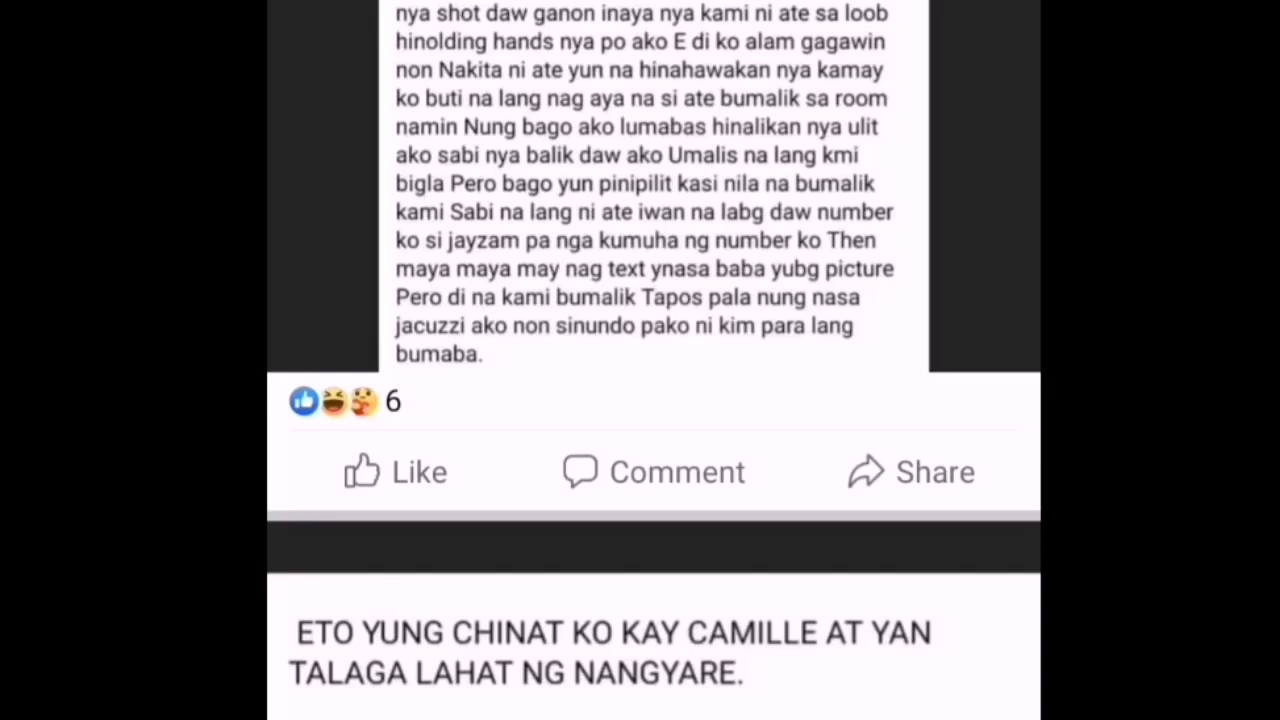 nya shot daw ganon inaya nya kami ni ate sa loob
hinolding hands nya po ako E di ko alam gagawin
non Nakita ni ate yun na hinahawakan nya kamay
ko buti na lang nag aya na si ate bumalik sa room
namin Nung bago ako lumabas hinalikan nya ulit
ako sabi nya balik daw ako Umalis na lang kmi
bigla Pero bago yun pinipilit kasi nila na bumalik
kami Sabi na lang ni ate iwan na labg daw number
ko si jayzam pa nga kumuha ng number ko Then
maya maya may nag text ynasa baba yubg picture
Pero di na kami bumalik Tapos pala nung nasa
jacuzzi ako non sinundo pako ni kim para lang
bumaba.
6
Like Comment Share
ETO YUNG CHINAT KO KAY CAMILLE AT YAN
TALAGA LAHAT NG NANGYARE.